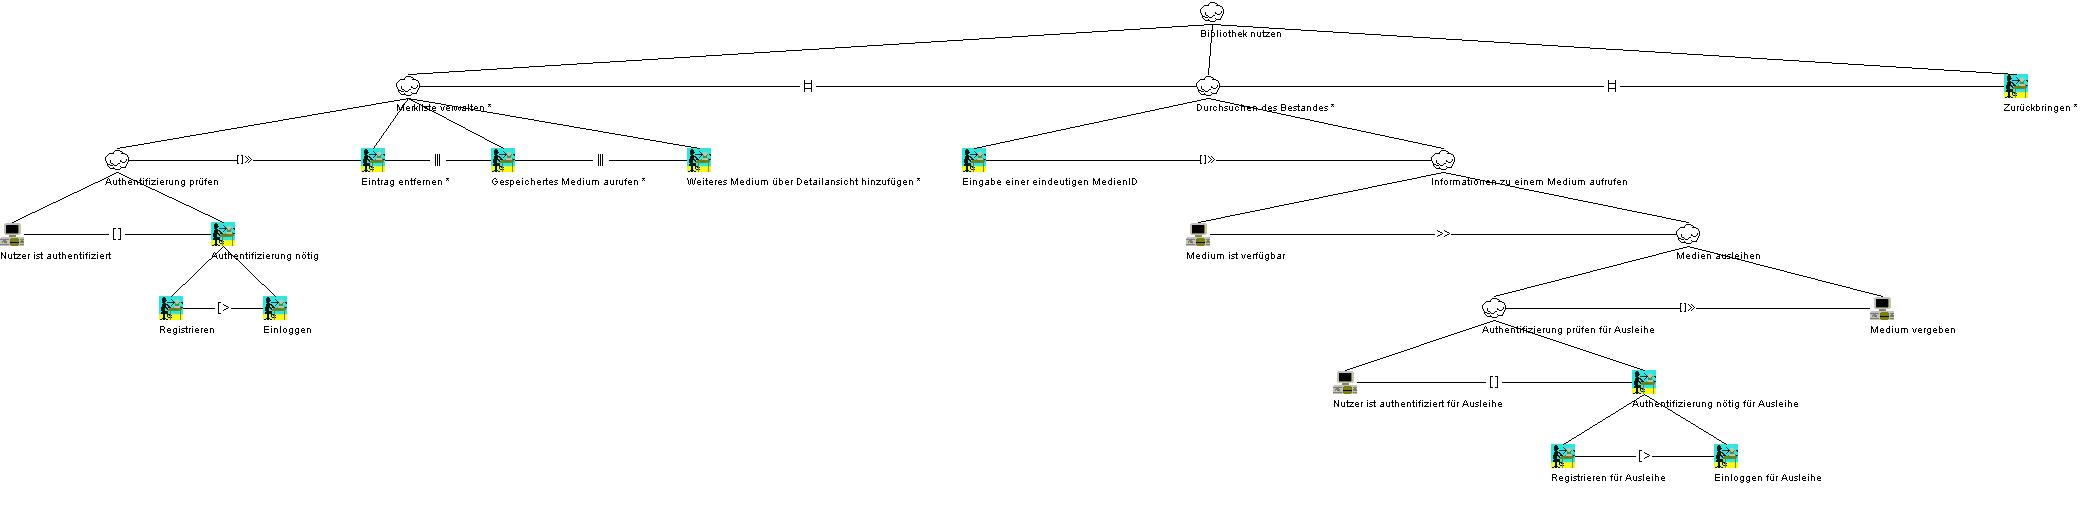 Bibliothek nutzen
|=|
|=|
Merkliste verwalten *
Durchsuchen des Bestandes *
Zurückbringen *
[]>>
|||
|||
[]>>
Authentifizierung prüfen
Eintrag entfernen *
Gespeichertes Medium aurufen *
Weiteres Medium über Detailansicht hinzufügen *
Eingabe einer eindeutigen MedienID
Informationen zu einem Medium aufrufen
[]
>>
Nutzer ist authentifiziert
Authentifizierung nötig
Medium ist verfügbar
Medien ausleihen
[>
[]>>
Registrieren
Einloggen
Authentifizierung prüfen für Ausleihe
Medium vergeben
[]
Nutzer ist authentifiziert für Ausleihe
Authentifizierung nötig für Ausleihe
[>
Registrieren für Ausleihe
Einloggen für Ausleihe